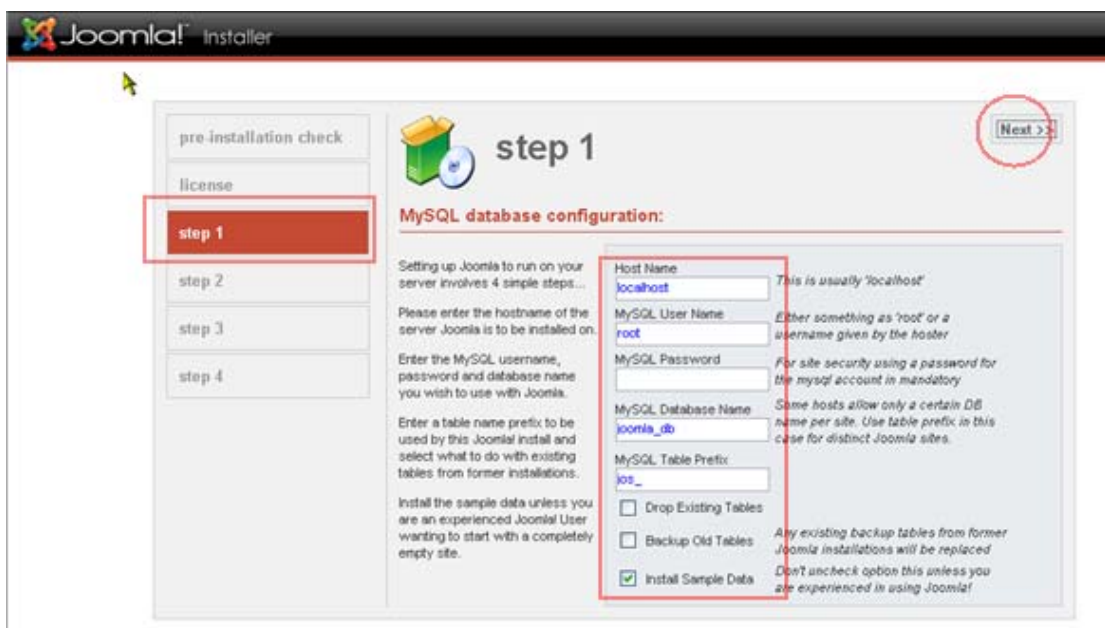 Joomla! Installer
pre-installation check
license
step 1
step 2
step 3
step 4
step 1
Next >>
MySQL database configuration:
Setting up Joomla to run on your
server involves 4 simple steps...
Please enter the hostname of the
server Joomla is to be installed on.
Enter the MySQL username,
password and database name
you wish to use with Joomla.
Enter a table name prefix to be
used by this Joomla! install and
select what to do with existing
tables from former installations.
Install the sample data unless you
are an experienced Joomla! User
wanting to start with a completely
empty site.
Host Name
localhost
This is usually 'localhost'
MySQL User Name
root
Either something as 'root' or a
username given by the hoster
MySQL Password
For site security using a password for
the mysql account in mandatory
MySQL Database Name
joomla_db
Some hosts allow only a certain DB
name per site. Use table prefix in this
case for distinct Joomla sites.
MySQL Table Prefix
jos_
Drop Existing Tables
Backup Old Tables
Any existing backup tables from former
Joomla installations will be replaced
Install Sample Data
Don't uncheck option this unless you
are experienced in using Joomla!